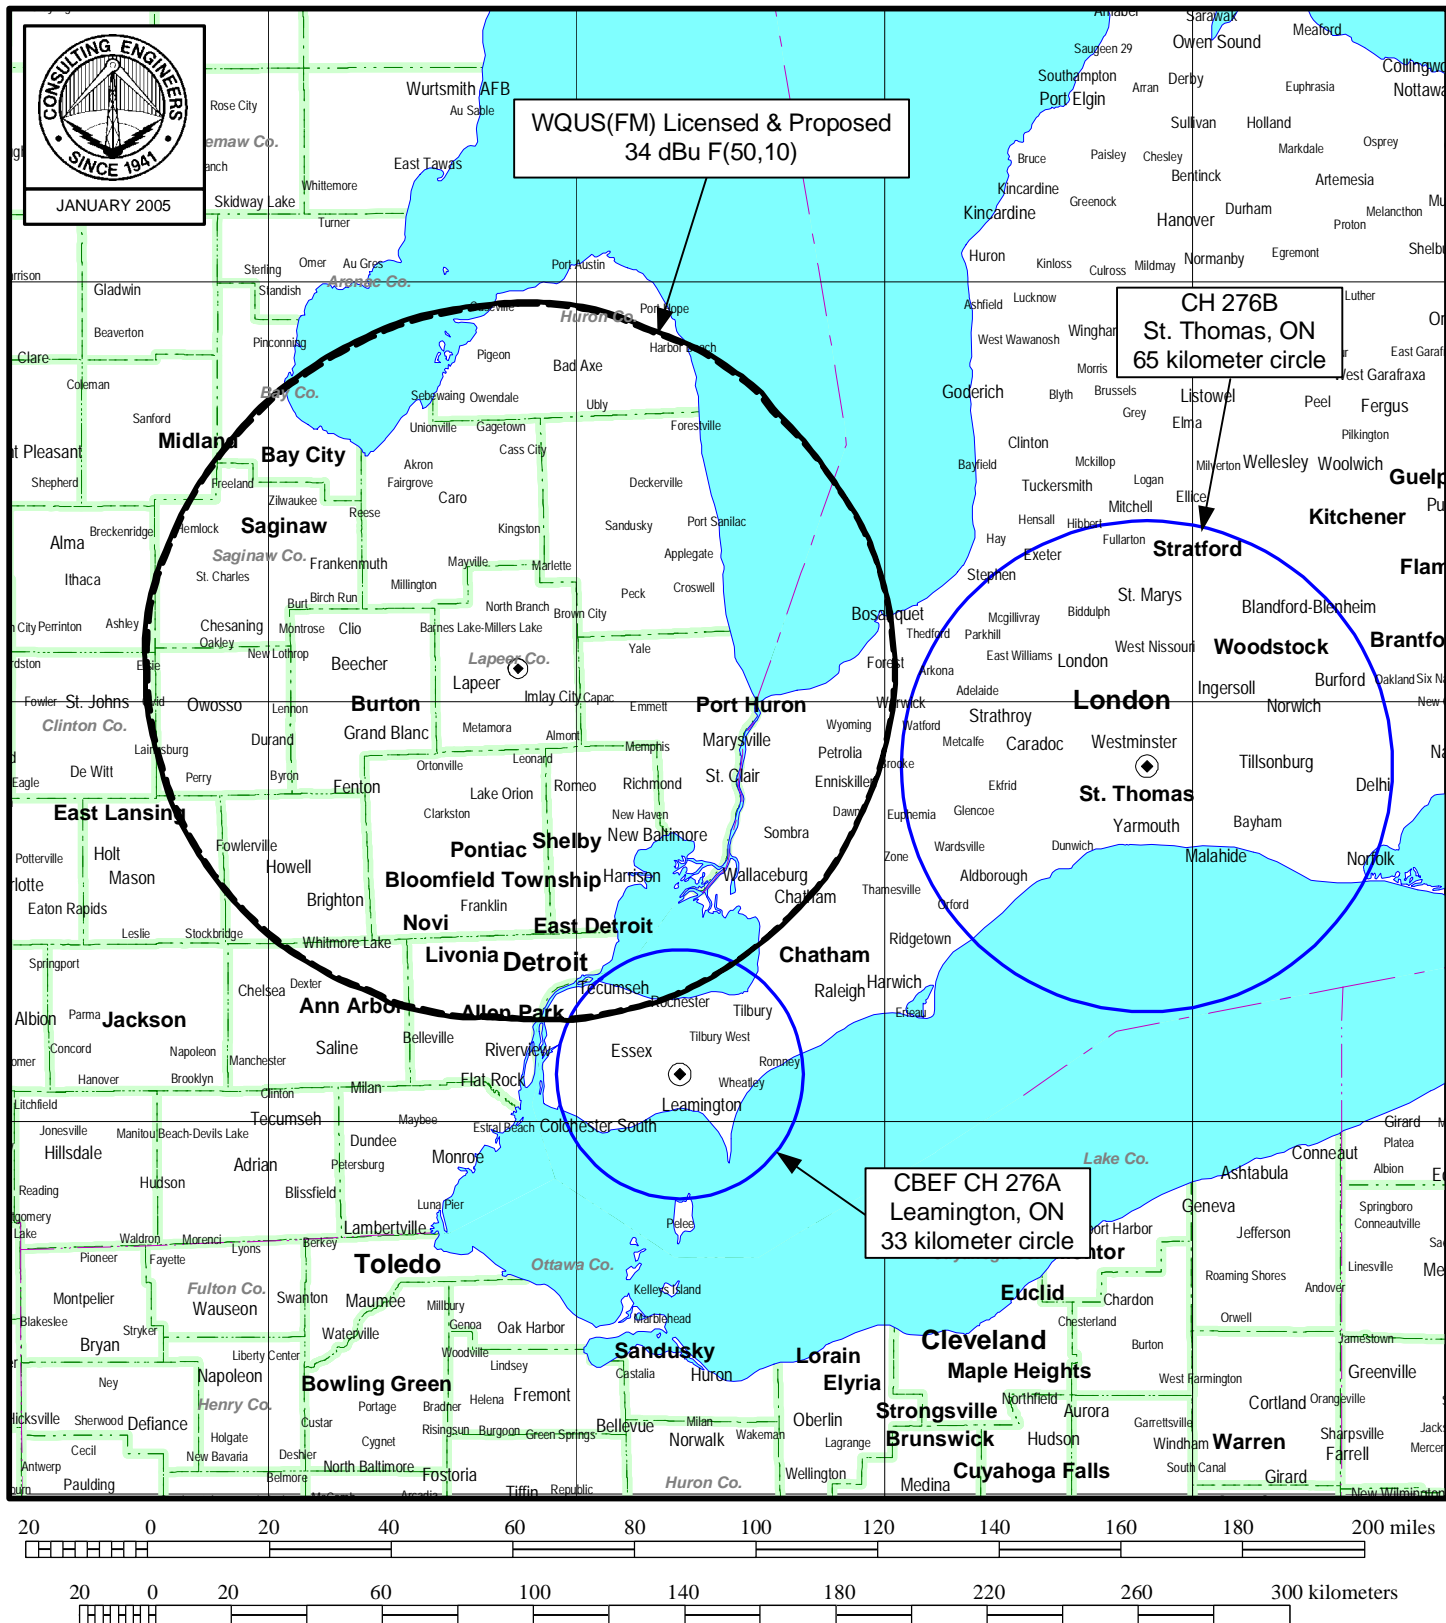 CONSULTING ENGINEERS
SINCE 1941
JANUARY 2005
WQUS(FM) Licensed & Proposed
34 dBu F(50,10)
CH 276B
St. Thomas, ON
65 kilometer circle
CBEF CH 276A
Leamington, ON
33 kilometer circle
Sarawak
Meaford
Owen Sound
Saugeen 29
Southampton
Derby
Arran
Port Elgin
Euphrasia
Wurtsmith AFB
Au Sable
Rose City
Sullivan
Holland
Markdale
Osprey
Bruce
Paisley
Chesley
Bentinck
Artemesia
East Tawas
Whittemore
Kincardine
Greenock
Skidway Lake
Turner
Kincardine
Hanover
Durham
Proton
Melancthon
Huron
Kinloss
Culross
Mildmay
Normanby
Egremont
Sterling
Omer
Au Gres
Port Austin
Arenac Co.
Standish
Gladwin
Ashfield
Lucknow
Luther
Port Hope
Huron Co.
Beaverton
Pinconning
Pigeon
Bad Axe
Harbor Beach
West Wawanosh
Clare
Coleman
Bay Co.
Sebewaing
Owendale
Ubly
Goderich
Morris
Blyth
Brussels
Grey
Listowel
Elma
West Garafraxa
Peel
Fergus
Pilkington
Sanford
Midland
Bay City
Unionville
Gagetown
Forestville
Cass City
Clinton
Bayfield
Mckillop
Milverton
Wellesley
Woolwich
Shepherd
Freeland
Akron
Fairgrove
Caro
Deckerville
Tuckersmith
Logan
Ellice
Mitchell
Zilwaukee
Reese
Saginaw
Kingston
Sandusky
Port Sanilac
Hensall
Hibbert
Fullarton
Kitchener
Breckenridge
Hemlock
Alma
Saginaw Co.
Frankenmuth
Mayville
Marlette
Applegate
Hay
Exeter
Stratford
Ithaca
St. Charles
Millington
Croswell
Peck
Stephen
St. Marys
Burt
Birch Run
North Branch
Brown City
Bosanquet
Mcgillivray
Biddulph
Blandford-Blenheim
Perrinton
Ashley
Chesaning
Montrose
Clio
Barnes Lake-Millers Lake
Thedford
Parkhill
Oakley
New Lothrop
Yale
West Nissouri
Woodstock
Elsie
Beecher
Lapeer Co.
Lapeer
Forest
Arkona
East Williams
London
Fowler
St. Johns
Owosso
Lennon
Burton
Imlay City
Capac
Emmett
Port Huron
Warwick
Adelaide
London
Ingersoll
Burford
Oakland
Norwich
Clinton Co.
Grand Blanc
Metamora
Wyoming
Watford
Strathroy
Laingsburg
Durand
Almont
Memphis
Marysville
Petrolia
Metcalfe
Caradoc
Westminster
De Witt
Perry
Byron
Ortonville
Leonard
St. Clair
Brooke
Tillsonburg
Eagle
Fenton
Lake Orion
Romeo
Richmond
Enniskillen
Ekfrid
St. Thomas
Delhi
East Lansing
Clarkston
New Haven
Dawn
Euphemia
Glencoe
Yarmouth
Bayham
Fowlerville
Pontiac
Shelby
New Baltimore
Sombra
Wardsville
Dunwich
Malahide
Norfolk
Potterville
Holt
Howell
Zone
Mason
Bloomfield Township
Harrison
Wallaceburg
Thamesville
Aldborough
Eaton Rapids
Brighton
Franklin
Chatham
Orford
Leslie
Stockbridge
Whitmore Lake
Novi
East Detroit
Ridgetown
Springport
Livonia
Detroit
Chatham
Chelsea
Dexter
Tecumseh
Raleigh
Harwich
Albion
Parma
Jackson
Ann Arbor
Allen Park
Rochester
Tilbury
Erieau
Concord
Napoleon
Manchester
Saline
Belleville
Riverview
Essex
Tilbury West
Romney
Hanover
Brooklyn
Clinton
Milan
Flat Rock
Wheatley
Leamington
Litchfield
Tecumseh
Maybee
Estral Beach
Colchester South
Girard
Jonesville
Manitou Beach-Devils Lake
Hillsdale
Dundee
Platea
Conneaut
Adrian
Petersburg
Monroe
Lake Co.
Ashtabula
Albion
Reading
Hudson
Blissfield
Luna Pier
Geneva
Springboro
Conneautville
Lambertville
Pelee
Jefferson
Waldron
Morenci
Lyons
Berkey
Pioneer
Fayette
Toledo
Ottawa Co.
Linesville
Fulton Co.
Kelleys Island
Euclid
Roaming Shores
Andover
Montpelier
Wauseon
Swanton
Maumee
Millbury
Marblehead
Chardon
Blakeslee
Stryker
Waterville
Genoa
Oak Harbor
Chesterland
Orwell
Bryan
Liberty Center
Woodville
Sandusky
Lorain
Cleveland
Burton
Jamestown
Napoleon
Lindsey
Castalia
Huron
Elyria
Maple Heights
West Farmington
Greenville
Ney
Bowling Green
Helena
Fremont
Northfield
Aurora
Cortland
Orangeville
Henry Co.
Portage
Bradner
Strongsville
Hicksville
Sherwood
Defiance
Custar
Risingsun
Burgoon
Green Springs
Bellevue
Milan
Wakeman
Oberlin
Garrettsville
Sharpsville
Holgate
Cygnet
Norwalk
Lagrange
Brunswick
Hudson
Windham
Warren
Farrell
Cecil
New Bavaria
Deshler
North Baltimore
Fostoria
Wellington
Cuyahoga Falls
South Canal
Girard
Antwerp
Paulding
Belmore
Tiffin
Republic
Huron Co.
Medina
New Wilmington
20 0 20 40 60 80 100 120 140 160 180 200 miles
20 0 20 60 100 140 180 220 260 300 kilometers